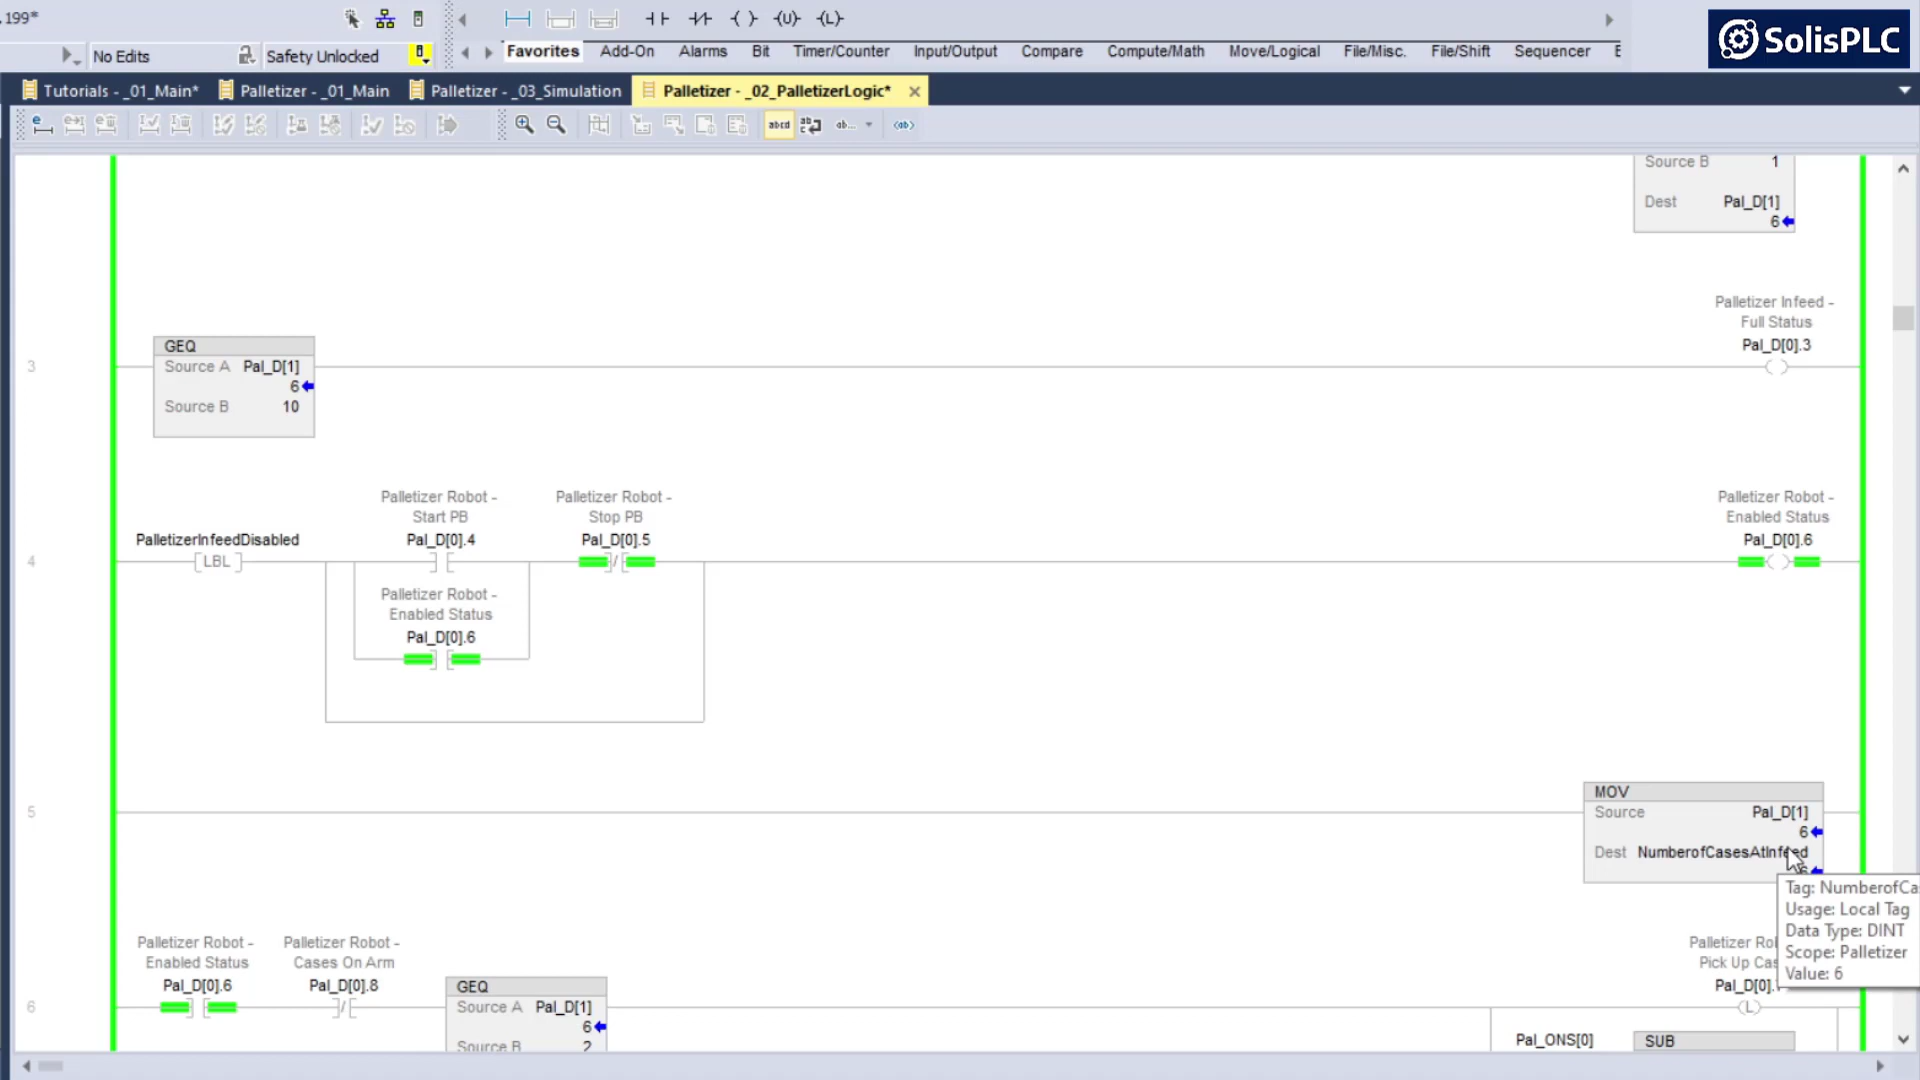 .199*
No Edits
Safety Unlocked
Favorites Add-On Alarms Bit Timer/Counter Input/Output Compare Compute/Math Move/Logical File/Misc. File/Shift Sequencer
SolisPLC
Tutorials - _01_Main* Palletizer - _01_Main Palletizer - _03_Simulation Palletizer - _02_PalletizerLogic*
Source B 1
Dest Pal_D[1]
6
Palletizer Infeed -
Full Status
Pal_D[0].3
3
GEQ
Source A Pal_D[1]
6
Source B 10
Palletizer Robot -
Start PB
Pal_D[0].4
Palletizer Robot -
Stop PB
Pal_D[0].5
Palletizer Robot -
Enabled Status
Pal_D[0].6
PalletizerInfeedDisabled
4
LBL
Palletizer Robot -
Enabled Status
Pal_D[0].6
5
MOV
Source Pal_D[1]
6
Dest NumberofCasesAtInfeed
Tag: NumberofCa
Usage: Local Tag
Data Type: DINT
Scope: Palletizer
Value: 6
Palletizer Robot -
Enabled Status
Pal_D[0].6
Palletizer Robot -
Cases On Arm
Pal_D[0].8
6
GEQ
Source A Pal_D[1]
6
Source B 2
Palletizer
Pick Up
Pal_D[0].
L
Pal_ONS[0]
SUB